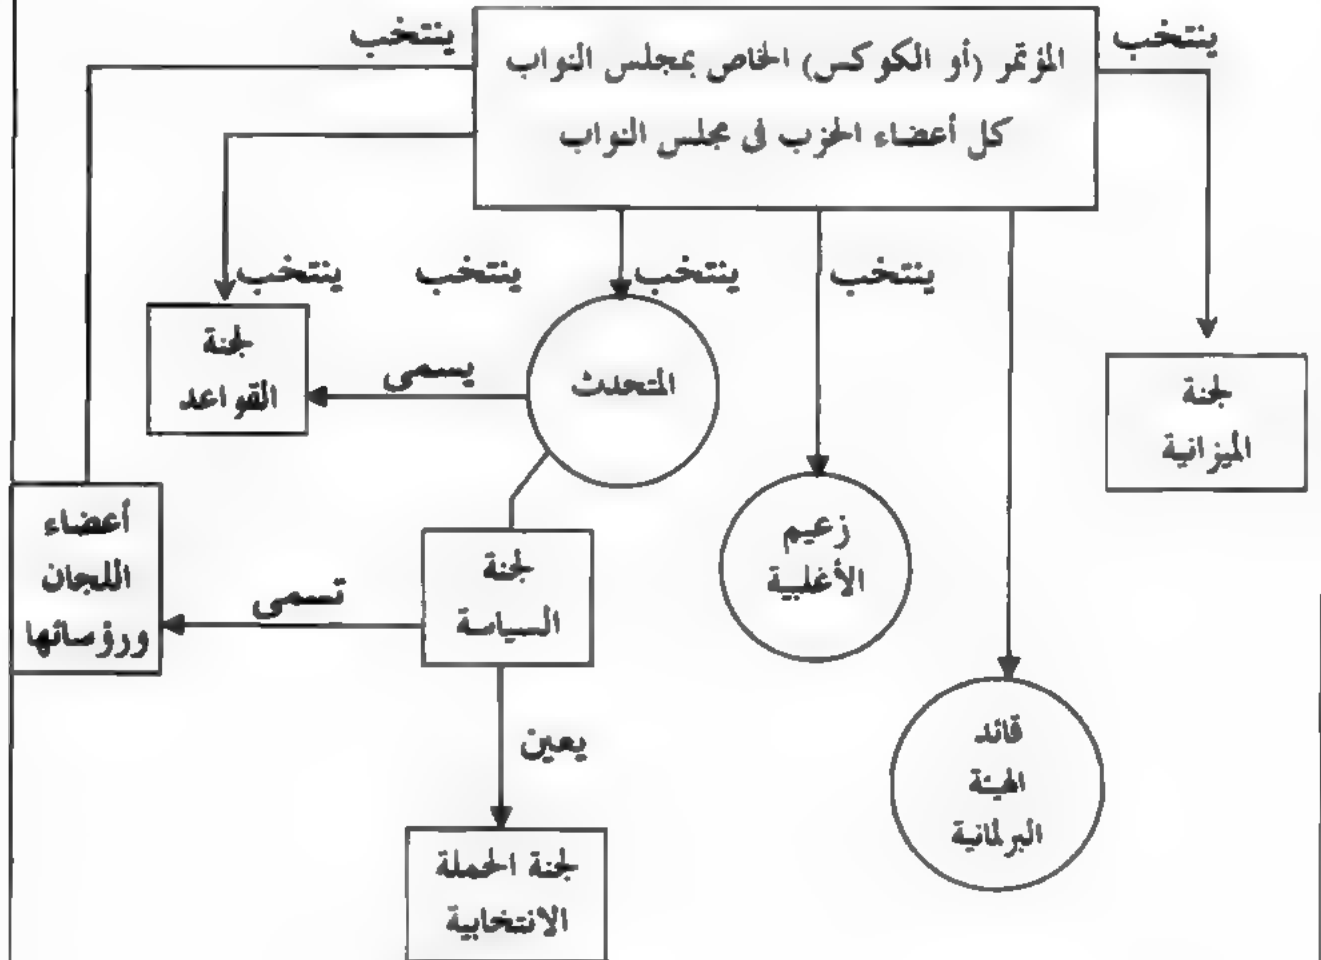 ينتخب
المؤتمر (أو الكوكس) الخاص بمجلس النواب
كل أعضاء الحزب فى مجلس النواب
ينتخب
ينتخب
ينتخب
ينتخب
ينتخب
لجنة
الميزانية
زعيم
الأغلبية
قائد
الهيئة
البرلمانية
المتحدث
يسمى
لجنة
القواعد
لجنة
السياسة
تسمى
أعضاء
اللجان
ورؤسائها
يعين
لجنة الحملة
الانتخابية